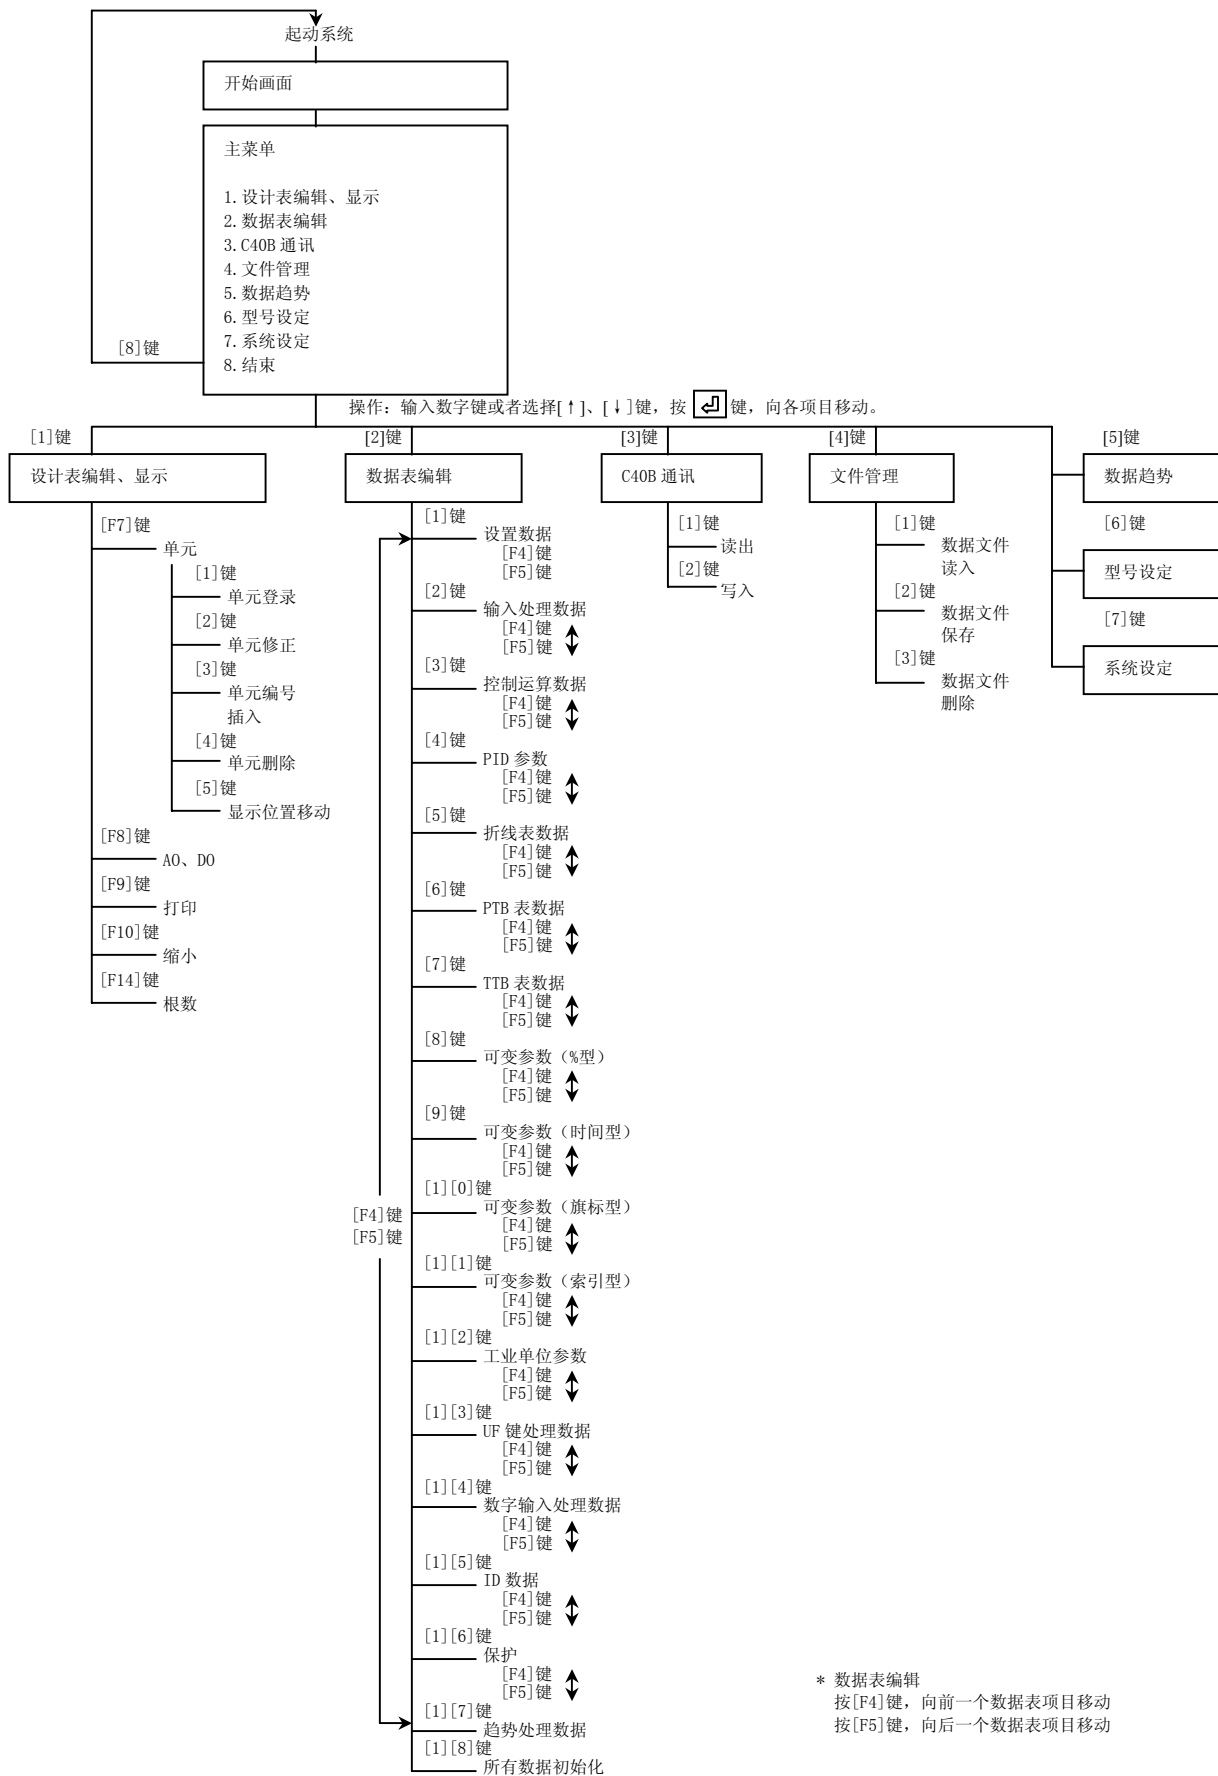 起动系统
开始画面
主菜单
1.设计表编辑、显示
2.数据表编辑
3.C40B 通讯
4.文件管理
5.数据趋势
6.型号设定
7.系统设定
8.结束
[8]键
操作：输入数字键或者选择[↑]、[↓]键，按 键，向各项目移动。
[1]键
设计表编辑、显示
[F7]键
单元
[1]键
单元登录
[2]键
单元修正
[3]键
单元编号
插入
[4]键
单元删除
[5]键
显示位置移动
[F8]键
AO、DO
[F9]键
打印
[F10]键
缩小
[F14]键
根数
[2]键
数据表编辑
[1]键
设置数据
[F4]键
[F5]键
[2]键
输入处理数据
[F4]键
[F5]键
[3]键
控制运算数据
[F4]键
[F5]键
[4]键
PID 参数
[F4]键
[F5]键
[5]键
折线表数据
[F4]键
[F5]键
[6]键
PTB 表数据
[F4]键
[F5]键
[7]键
TTB 表数据
[F4]键
[F5]键
[8]键
可变参数（%型）
[F4]键
[F5]键
[9]键
可变参数（时间型）
[F4]键
[F5]键
[1][0]键
可变参数（旗标型）
[F4]键
[F5]键
[1][1]键
可变参数（索引型）
[F4]键
[F5]键
[1][2]键
工业单位参数
[F4]键
[F5]键
[1][3]键
UF 键处理数据
[F4]键
[F5]键
[1][4]键
数字输入处理数据
[F4]键
[F5]键
[1][5]键
ID 数据
[F4]键
[F5]键
[1][6]键
保护
[F4]键
[F5]键
[1][7]键
趋势处理数据
[1][8]键
所有数据初始化
[F4]键
[F5]键
[3]键
C40B 通讯
[1]键
读出
[2]键
写入
[4]键
文件管理
[1]键
数据文件
读入
[2]键
数据文件
保存
[3]键
数据文件
删除
[5]键
数据趋势
[6]键
型号设定
[7]键
系统设定
* 数据表编辑
按[F4]键，向前一个数据表项目移动
按[F5]键，向后一个数据表项目移动